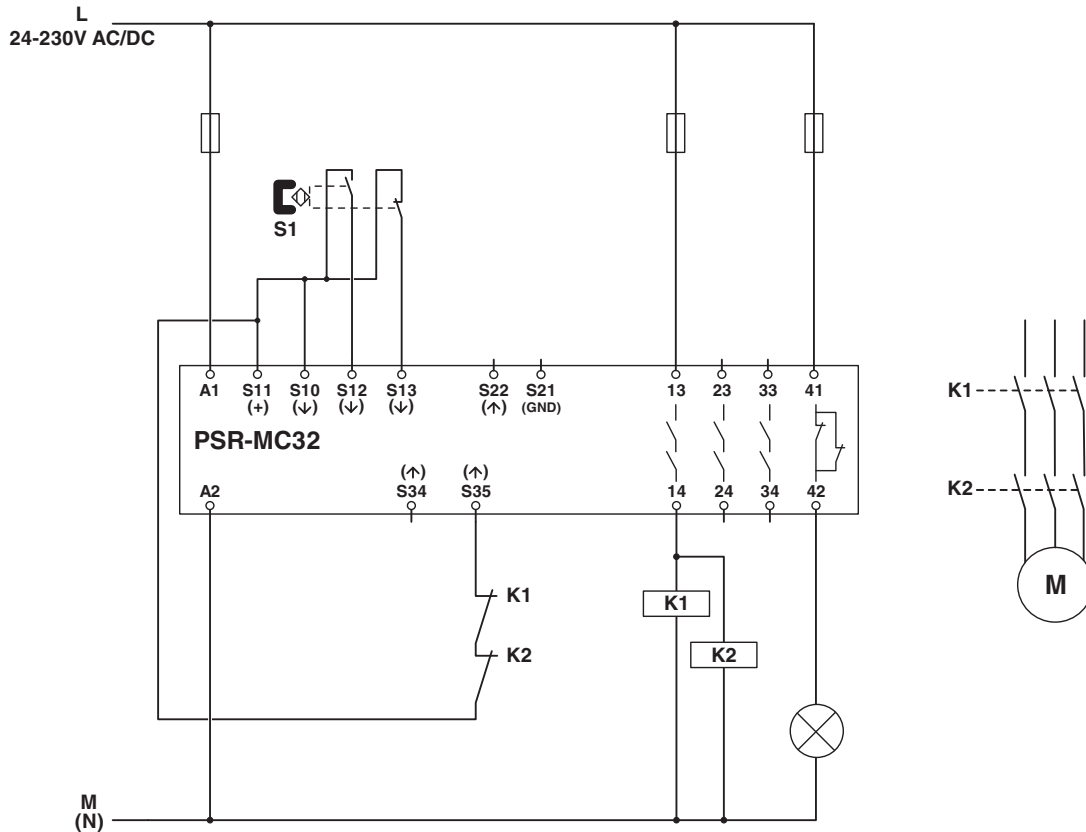 L
24-230V AC/DC
S1
A1 S11 S10 S12 S13 S22 S21 13 23 33 41
(+) (↓) (↓) (↓) (↑) (GND)
PSR-MC32
(↑) (↑)
A2 S34 S35 14 24 34 42
K1
K2
K1
K2
K1
K2
M
M
(N)